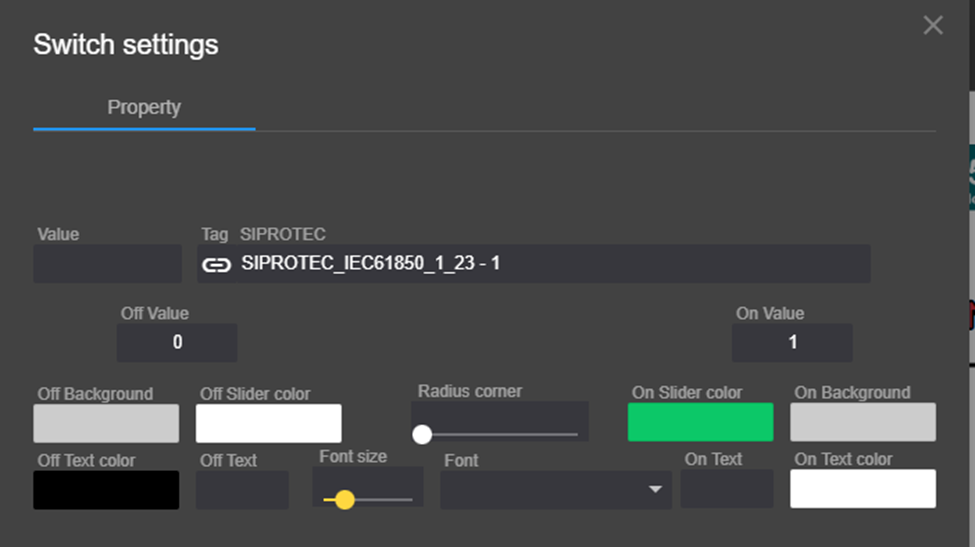 Switch settings
Property
Value
Tag SIPROTEC
SIPROTEC_IEC61850_1_23 - 1
Off Value
On Value
0
1
Off Background
Off Slider color
Radius corner
On Slider color
On Background
Off Text color
Off Text
Font size
Font
On Text
On Text color